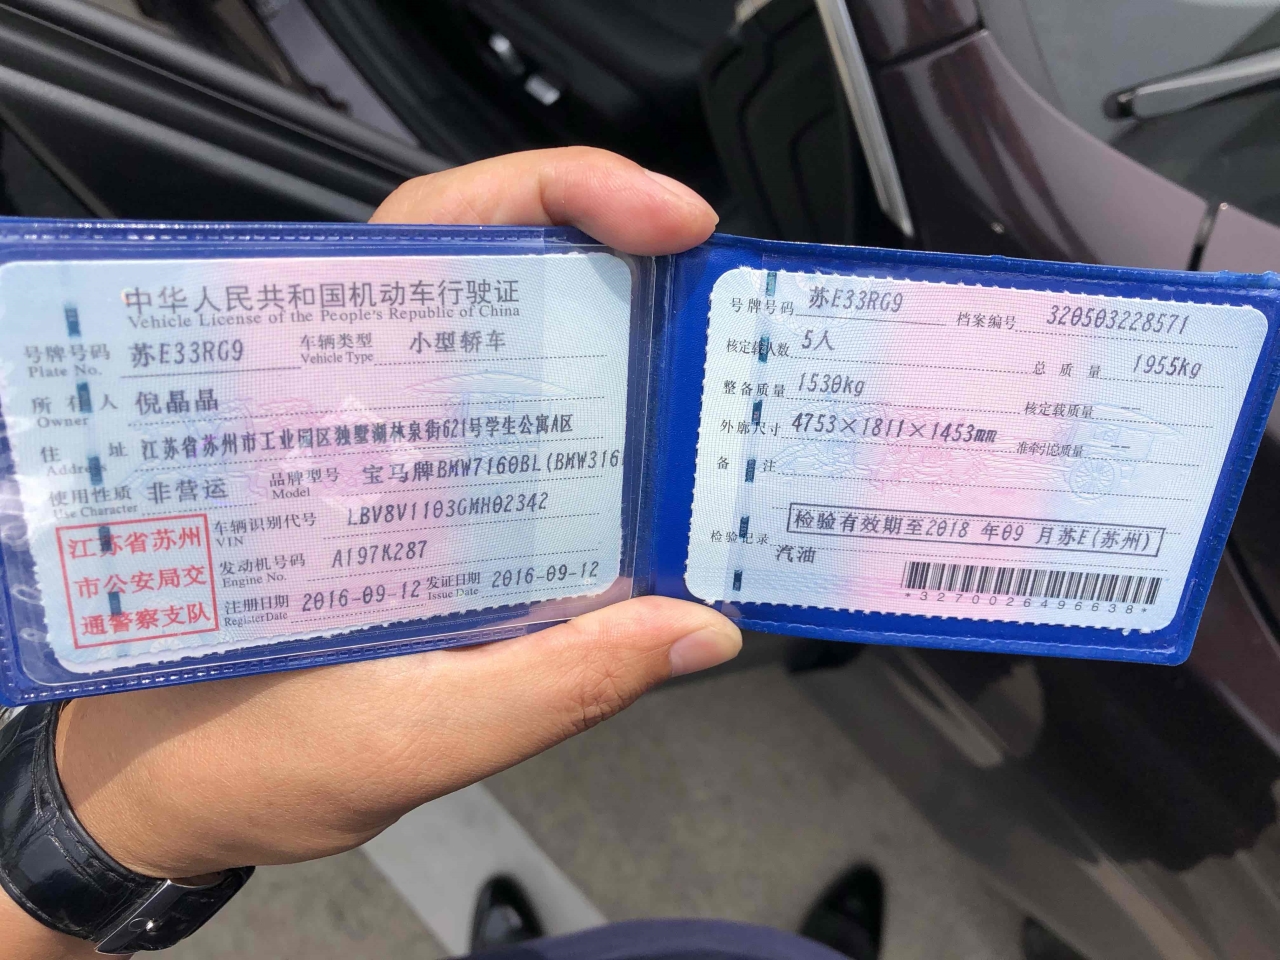 中华人民共和国机动车行驶证
Vehicle License of the People's Republic of China
号牌号码 苏E33RG9 车辆类型 小型轿车
Plate No. Vehicle Type
所有人 倪晶晶
Owner
住址 江苏省苏州市工业园区独墅湖林泉街621号学生公寓A区
Address
使用性质 非营运 品牌型号 宝马牌BMW7160BL(BMW316
Use Character Model
江苏省苏州
市公安局交
通警察支队
车辆识别代号 LBV8V1103GMH02342
VIN
发动机号码 A197K287
Engine No.
注册日期 2016-09-12 发证日期 2016-09-12
Register Date Issue Date
号牌号码 苏E33RG9 档案编号 320503228571
核定载人数 5人 总质量 1955kg
整备质量 1530kg 核定载质量 --
外廓尺寸 4753×1811×1453mm 准牵引总质量 --
备注
检验有效期至2018年09月苏E(苏州)
检验记录
汽油
*3270026496638*